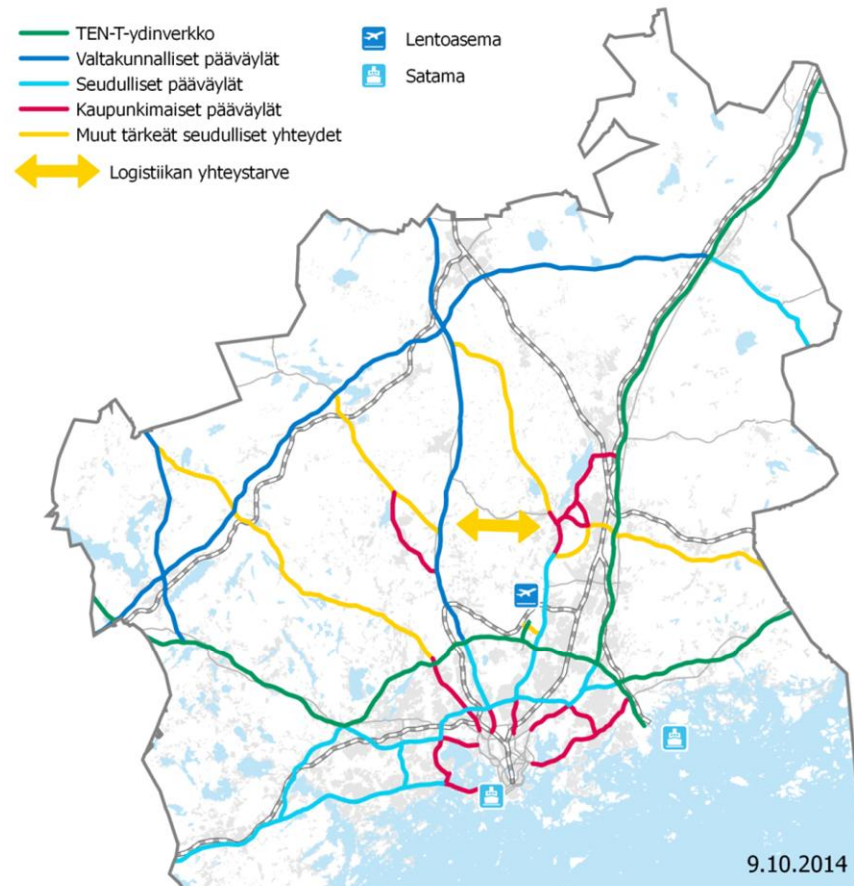 TEN-T-ydinverkko
Valtakunnalliset pääväylät
Seudulliset pääväylät
Kaupunkimaiset pääväylät
Muut tärkeät seudulliset yhteydet
Logistiikan yhteystarve
Lentoasema
Satama
9.10.2014